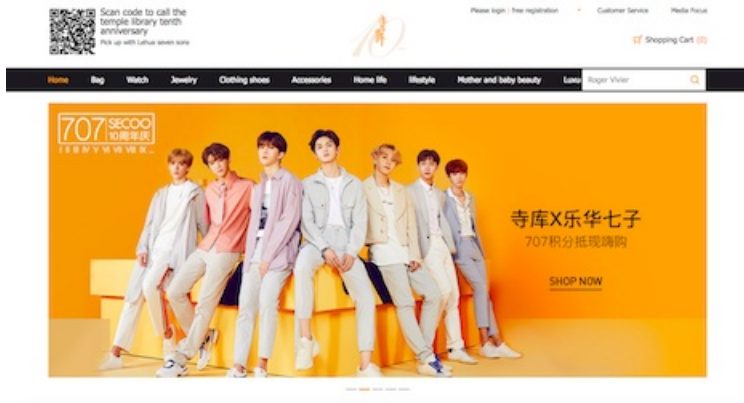 Scan code to call the
temple library tenth
anniversary
Pick up with Lehua seven sons
Please login | free registration
Customer Service
Media Focus
Shopping Cart (0)
Home Bag Watch Jewelry Clothing shoes Accessories Home life lifestyle Mother and baby beauty Luxu
Roger Vivier
707 SECOO
10周年庆
寺库X乐华七子
707积分抵现嗨购
SHOP NOW